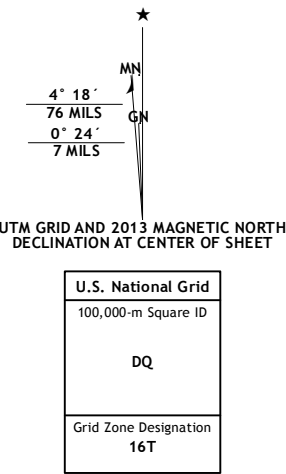 MN
4° 18´
76 MILS
GN
0° 24´
7 MILS
UTM GRID AND 2013 MAGNETIC NORTH
DECLINATION AT CENTER OF SHEET
U.S. National Grid
100,000-m Square ID
DQ
Grid Zone Designation
16T